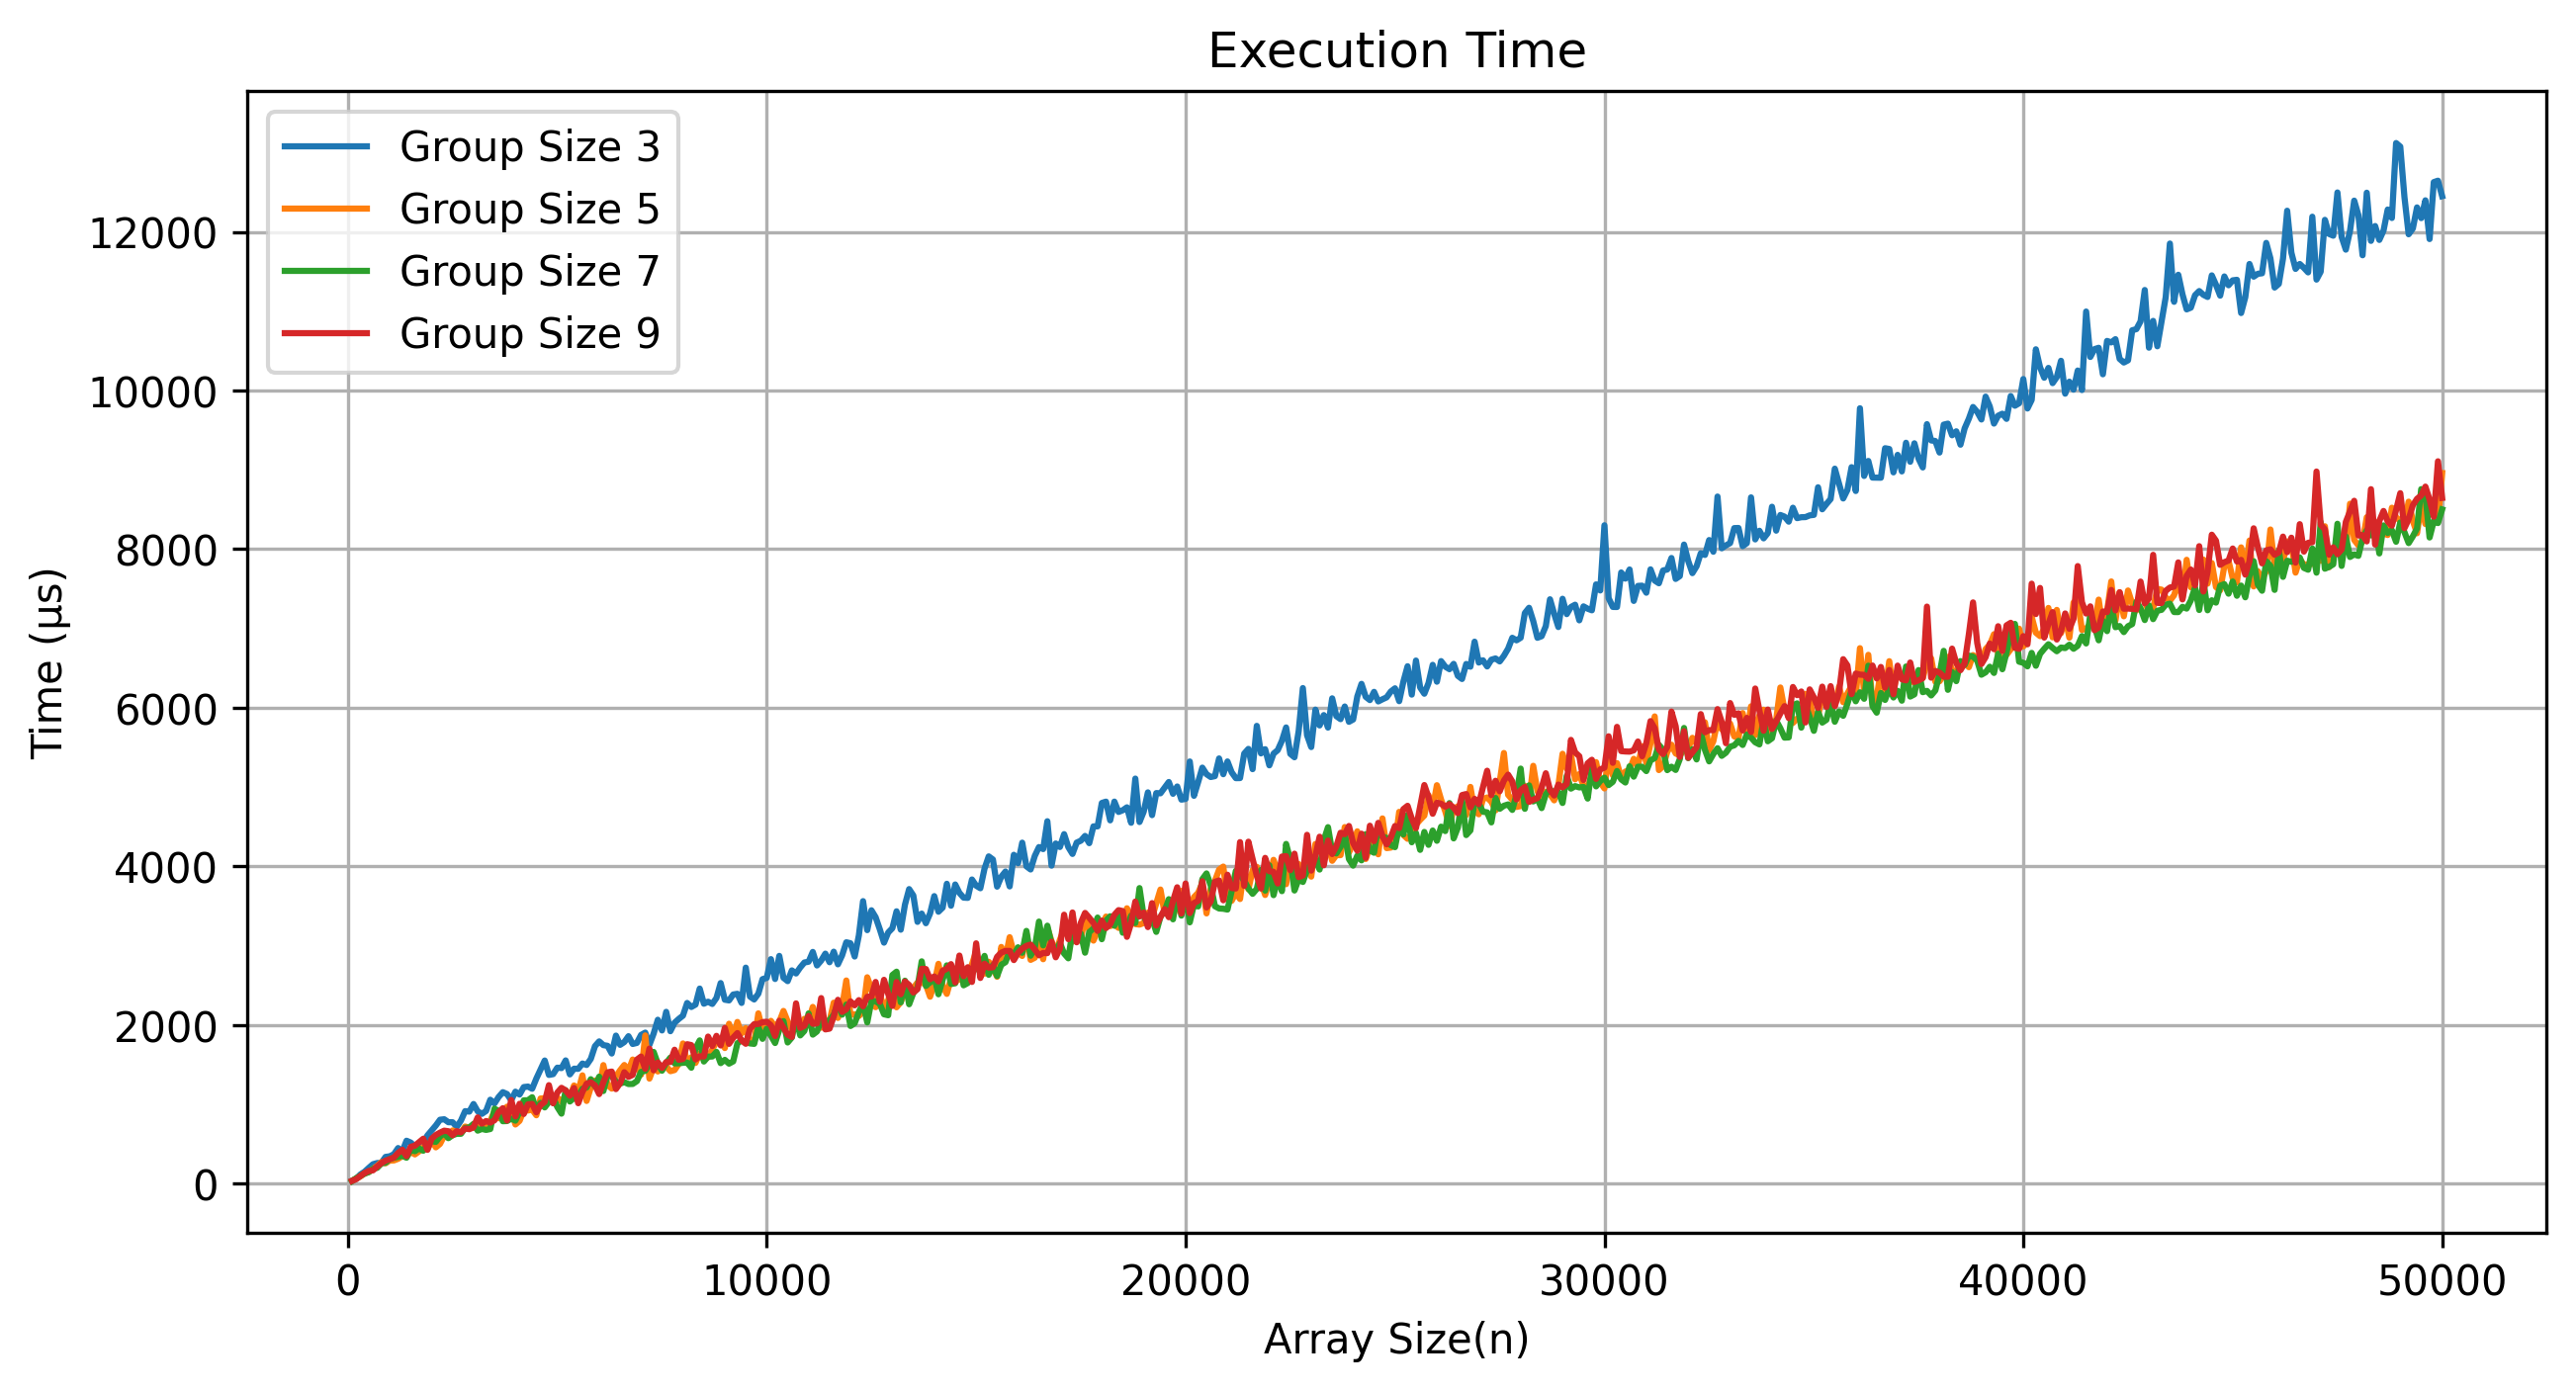 Execution Time
Group Size 3
Group Size 5
Group Size 7
Group Size 9
12000
10000
8000
6000
4000
2000
0
Time (µs)
0 10000 20000 30000 40000 50000
Array Size(n)